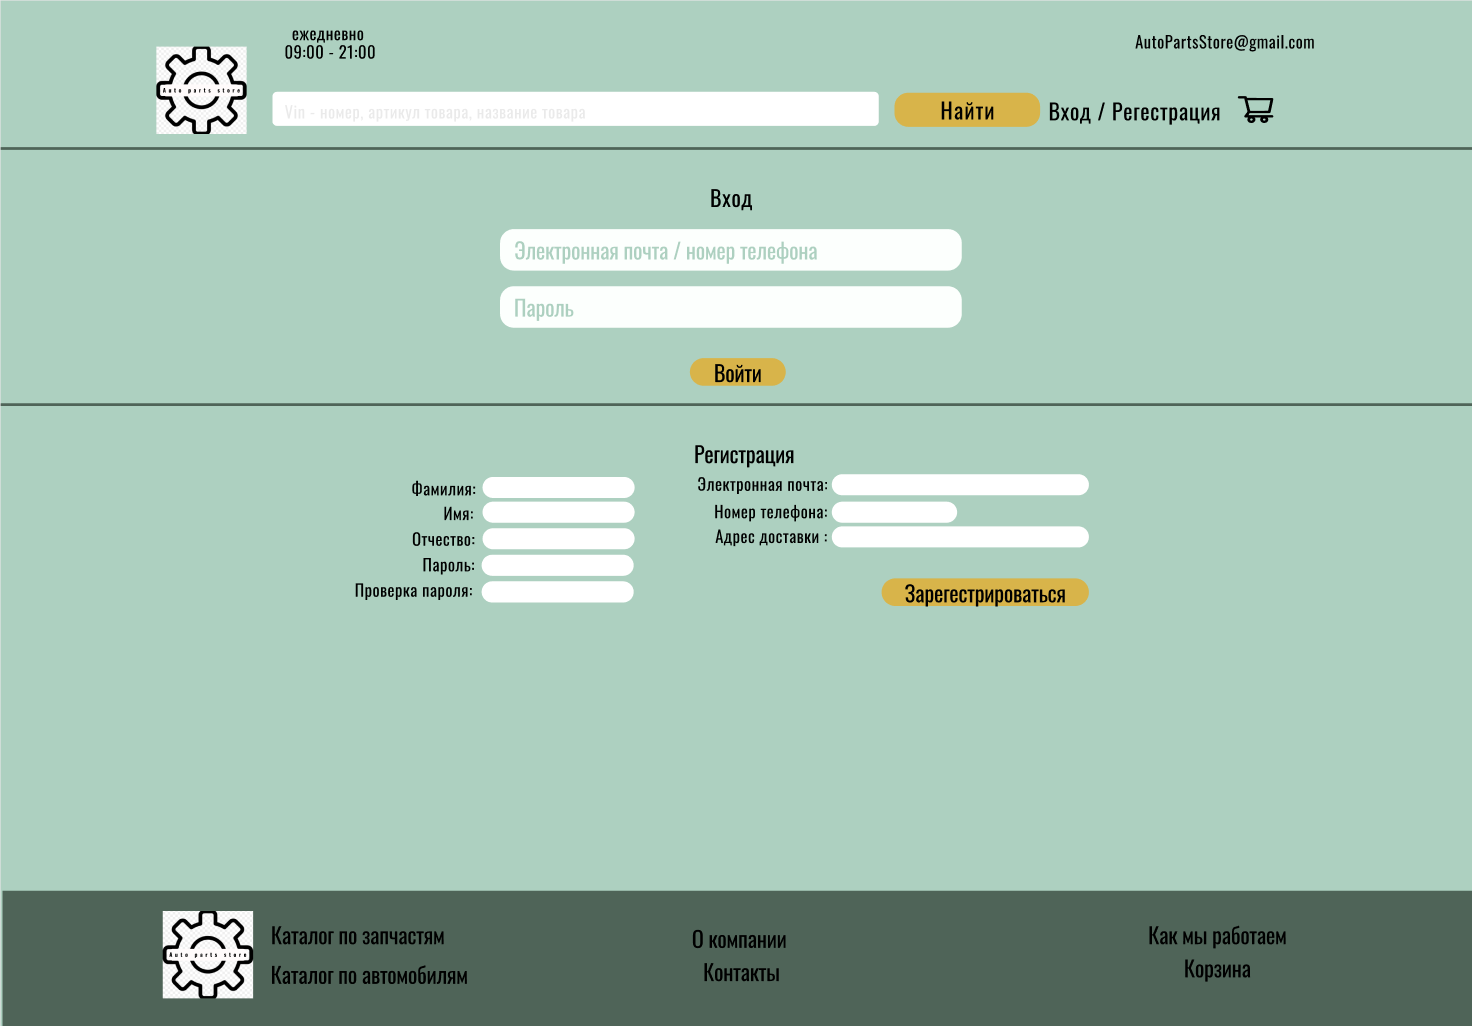 ежедневно
09:00 - 21:00
AutoPartsStore@gmail.com
Auto parts store
Vin - номер, артикул товара, название товара
Найти
Вход / Регестрация
Вход
Электронная почта / номер телефона
Пароль
Войти
Регистрация
Фамилия:
Имя:
Отчество:
Пароль:
Проверка пароля:
Электронная почта:
Номер телефона:
Адрес доставки :
Зарегестрироваться
Auto parts store
Каталог по запчастям
Каталог по автомобилям
О компании
Контакты
Как мы работаем
Корзина